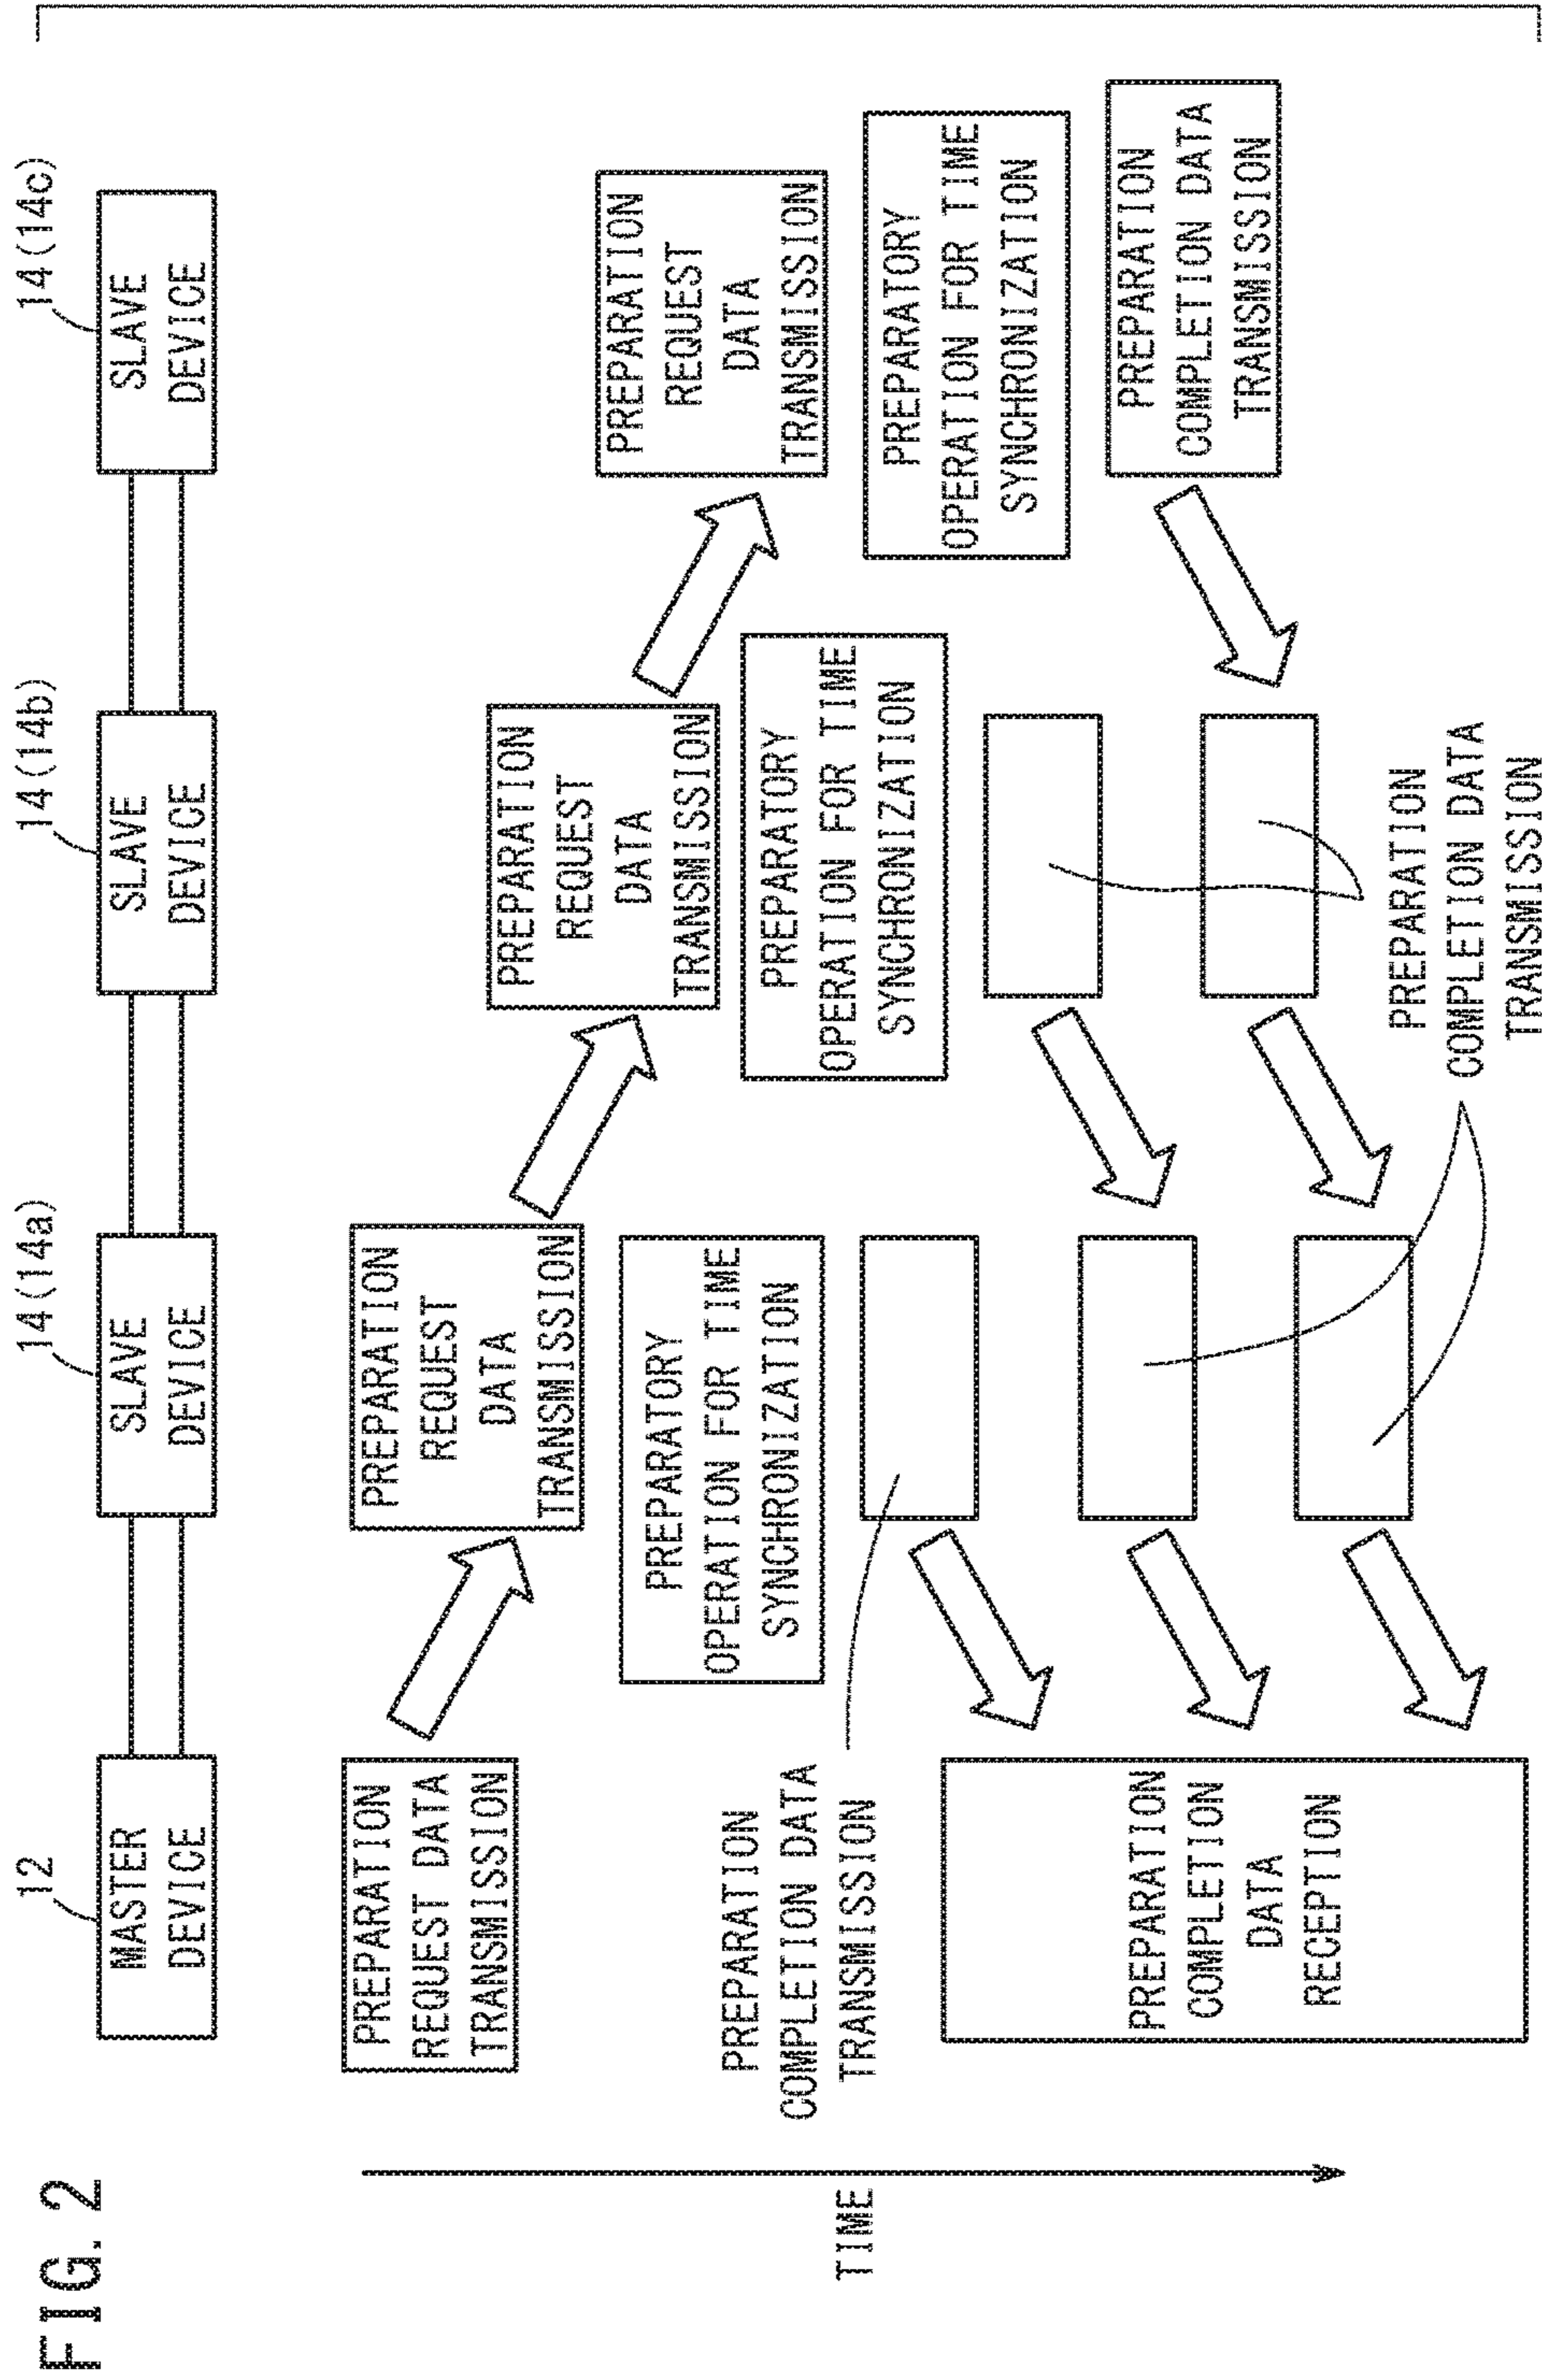 FIG. 2
12
MASTER
DEVICE
14(14a)
SLAVE
DEVICE
14(14b)
SLAVE
DEVICE
14(14c)
SLAVE
DEVICE
TIME
PREPARATION
REQUEST DATA
TRANSMISSION
PREPARATION
REQUEST
DATA
TRANSMISSION
PREPARATION
REQUEST
DATA
TRANSMISSION
PREPARATION
REQUEST
DATA
TRANSMISSION
PREPARATORY
OPERATION FOR TIME
SYNCHRONIZATION
PREPARATORY
OPERATION FOR TIME
SYNCHRONIZATION
PREPARATORY
OPERATION FOR TIME
SYNCHRONIZATION
PREPARATION
COMPLETION DATA
TRANSMISSION
PREPARATION
COMPLETION DATA
TRANSMISSION
PREPARATION
COMPLETION
DATA
RECEPTION
PREPARATION
COMPLETION DATA
TRANSMISSION